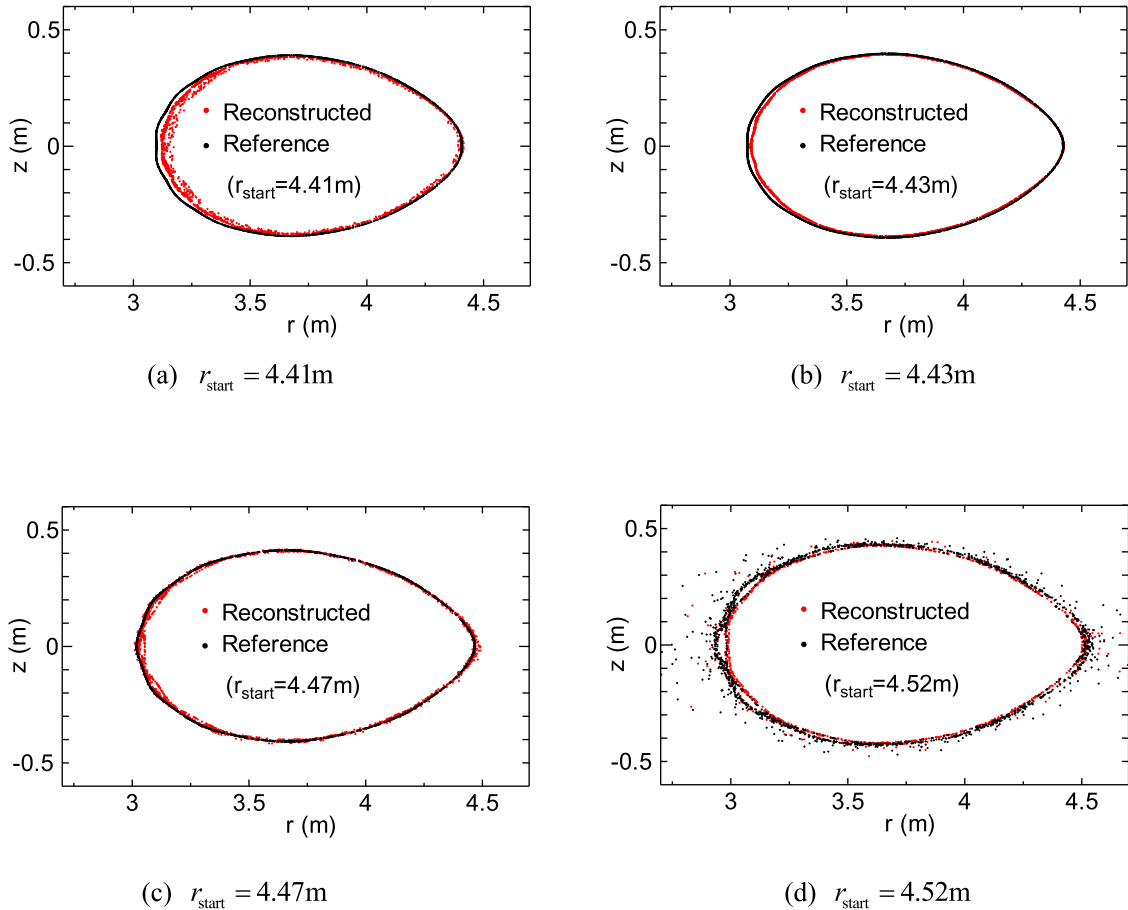 0.5
0
-0.5
z (m)
Reconstructed
Reference
(rstart=4.41m)
3 3.5 4 4.5
r (m)
(a) rstart = 4.41m
0.5
0
-0.5
z (m)
Reconstructed
Reference
(rstart=4.43m)
3 3.5 4 4.5
r (m)
(b) rstart = 4.43m
0.5
0
-0.5
z (m)
Reconstructed
Reference
(rstart=4.47m)
3 3.5 4 4.5
r (m)
(c) rstart = 4.47m
0.5
0
-0.5
z (m)
Reconstructed
Reference
(rstart=4.52m)
3 3.5 4 4.5
r (m)
(d) rstart = 4.52m